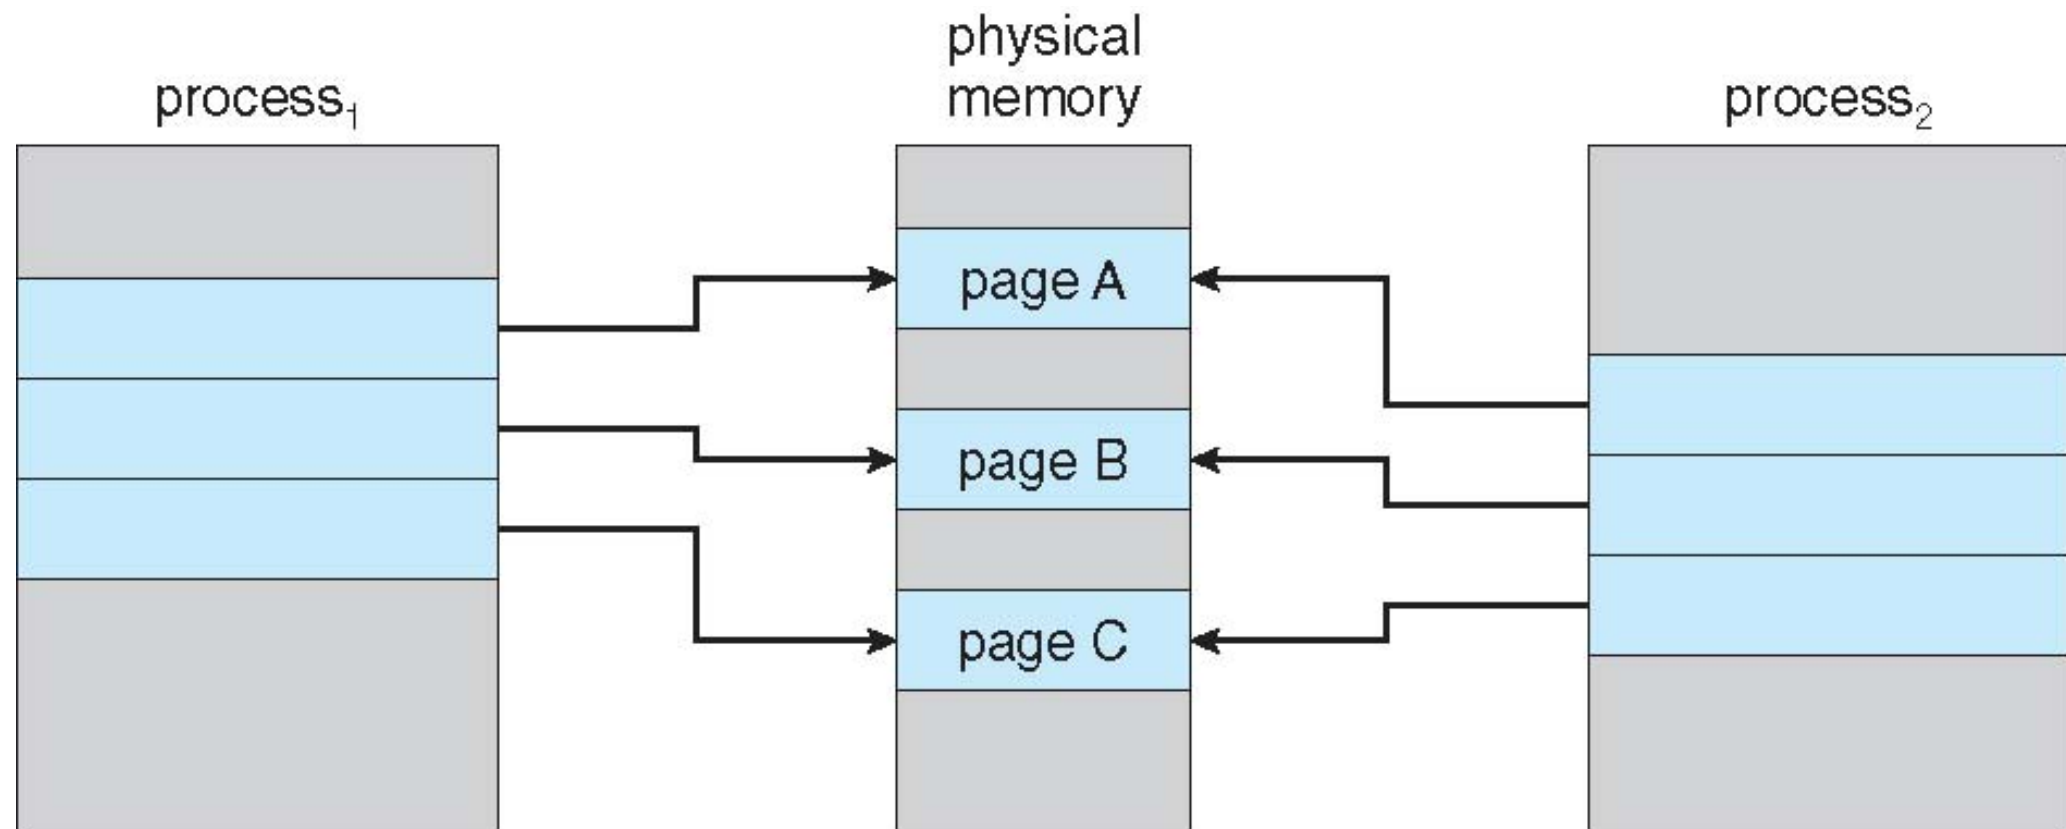 physical
memory
process₁
process₂
page A
page B
page C